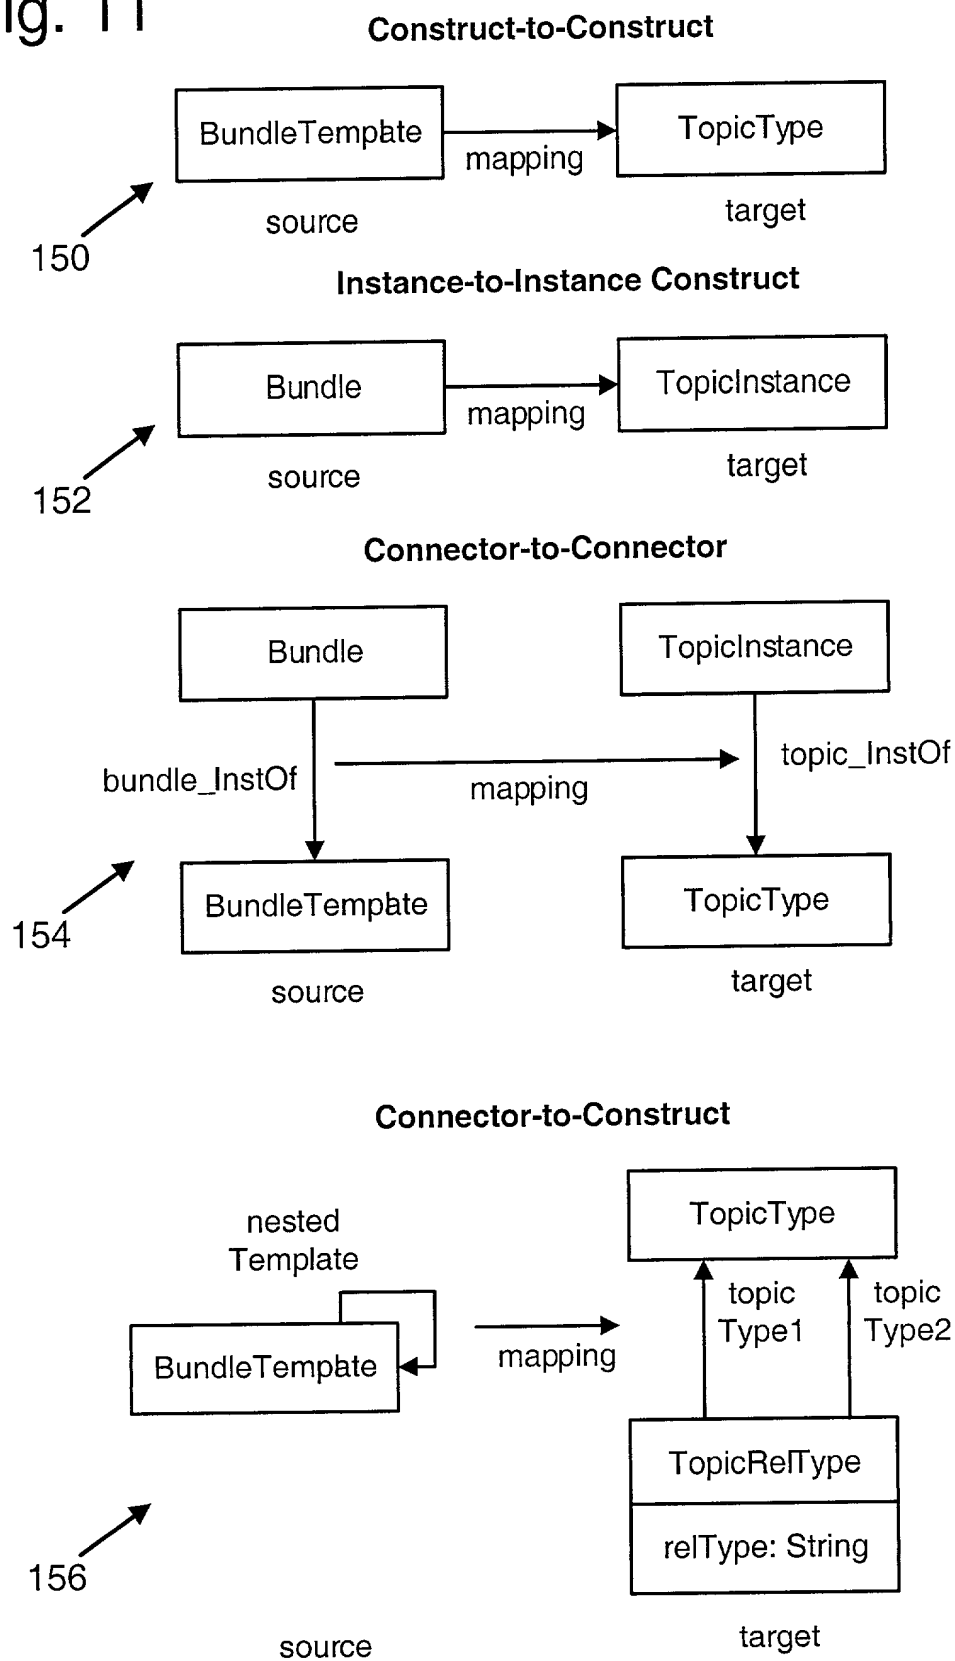 ig. 11
Construct-to-Construct
BundleTemplate
mapping
TopicType
source
target
150
Instance-to-Instance Construct
Bundle
mapping
TopicInstance
source
target
152
Connector-to-Connector
Bundle
TopicInstance
bundle_InstOf
mapping
topic_InstOf
BundleTemplate
TopicType
154
source
target
Connector-to-Construct
nested
Template
BundleTemplate
mapping
TopicType
topic
Type1
topic
Type2
TopicRelType
relType: String
156
source
target